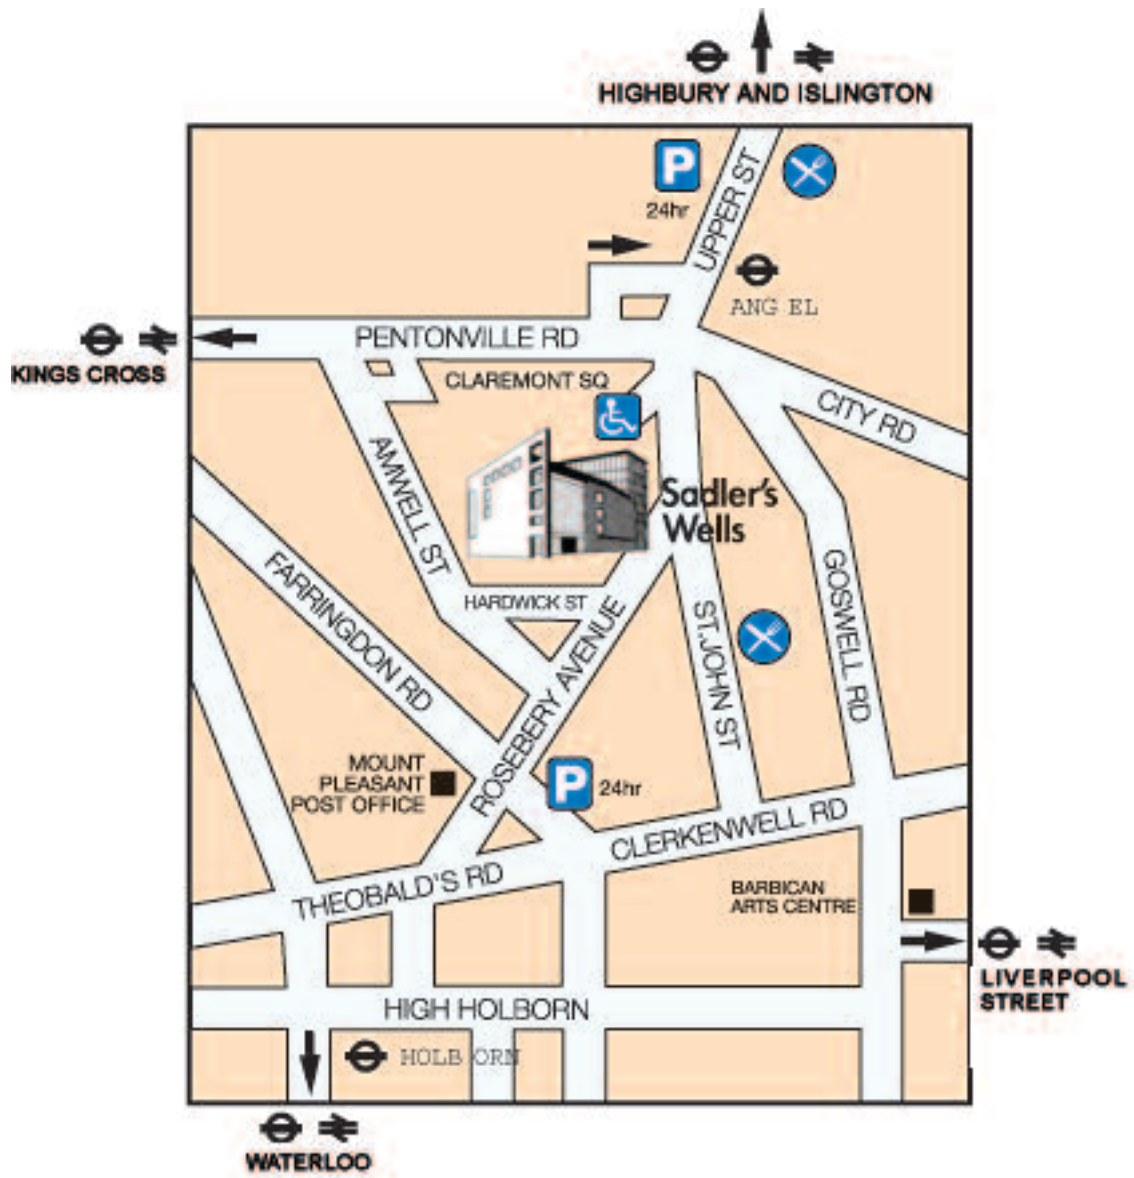 HIGHBURY AND ISLINGTON
P
24hr
UPPER ST
ANG EL
PENTONVILLE RD
KINGS CROSS
CLAREMONT SQ
CITY RD
AMWELL ST
Sadler's
Wells
FARRINGDON RD
HARDWICK ST
GOSWELL RD
ST.JOHN ST
ROSEBERY AVENUE
MOUNT
PLEASANT
POST OFFICE
P
24hr
CLERKENWELL RD
THEOBALD'S RD
BARBICAN
ARTS CENTRE
LIVERPOOL
STREET
HIGH HOLBORN
HOLB ORN
WATERLOO